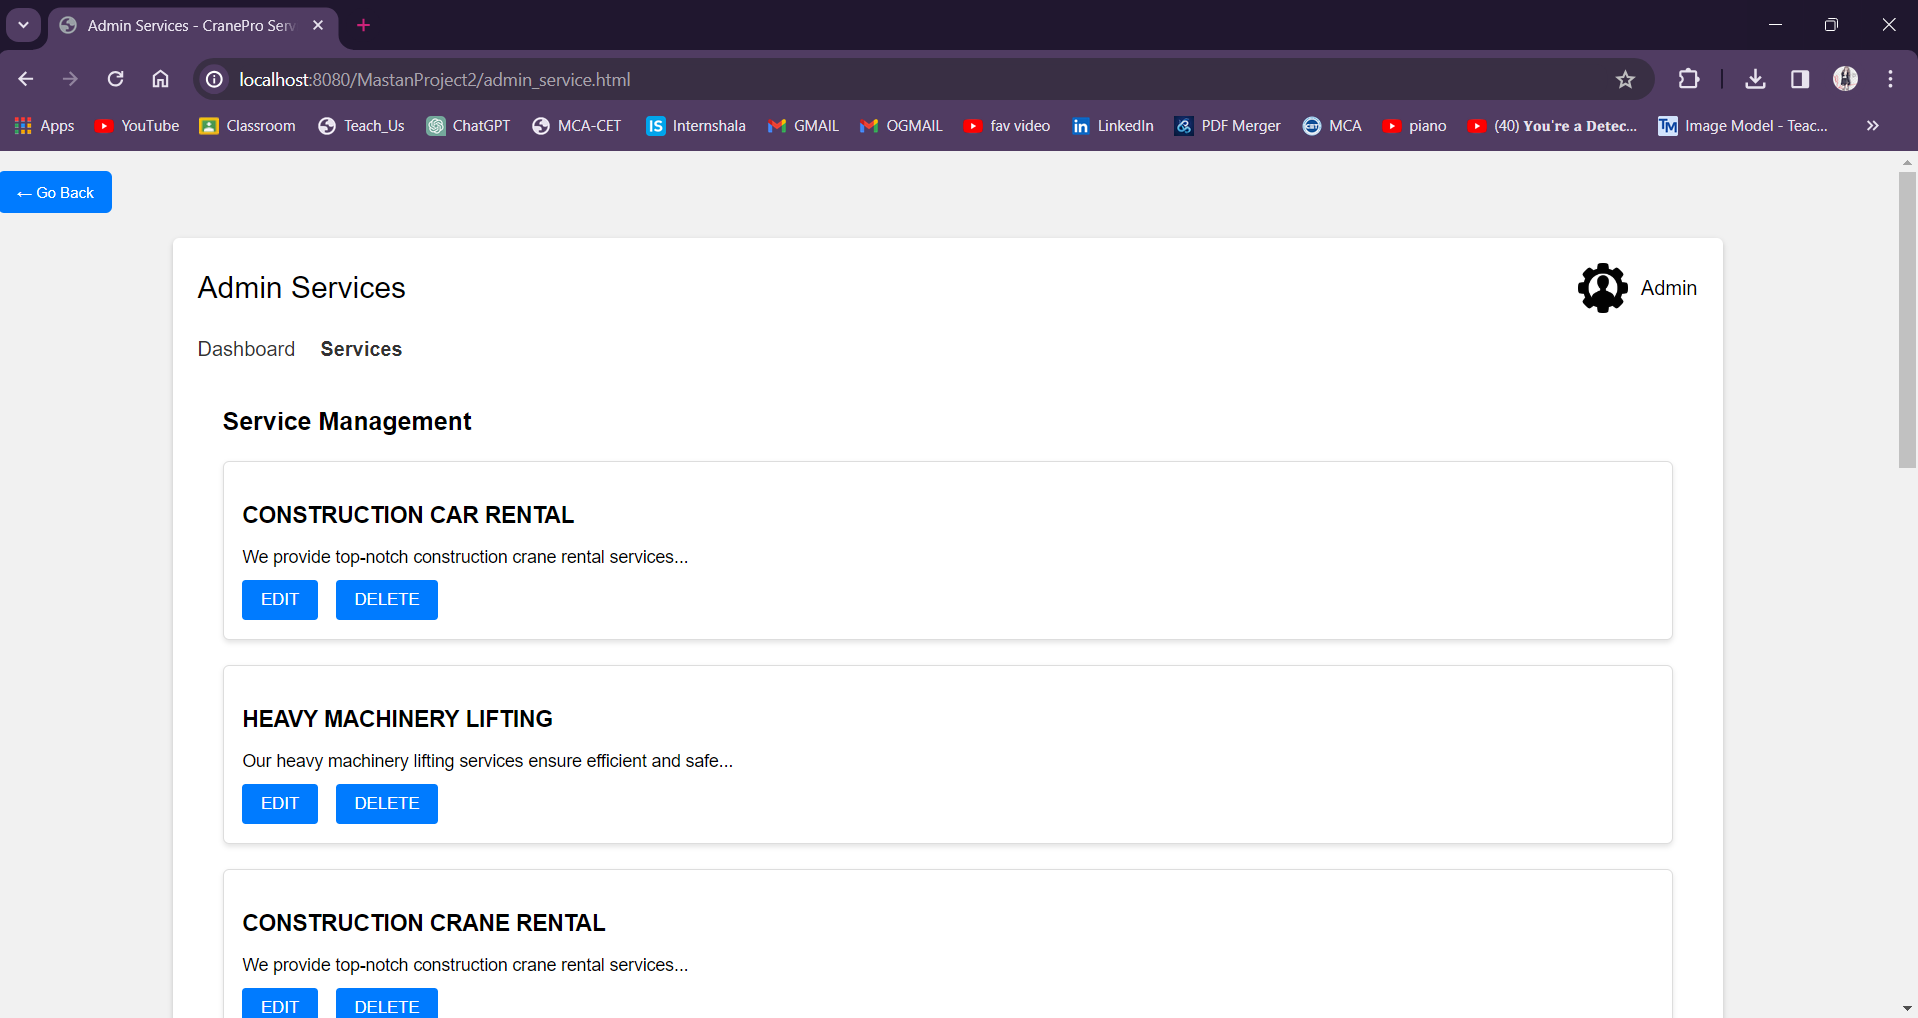 Admin Services - CranePro Serv
localhost:8080/MastanProject2/admin_service.html
Apps YouTube Classroom Teach_Us ChatGPT MCA-CET IS Internshala GMAIL OGMAIL fav video in LinkedIn PDF Merger CET MCA piano (40) You're a Detec... TM Image Model - Teac...
← Go Back
Admin Services
Admin
Dashboard Services
Service Management
CONSTRUCTION CAR RENTAL
We provide top-notch construction crane rental services...
EDIT DELETE
HEAVY MACHINERY LIFTING
Our heavy machinery lifting services ensure efficient and safe...
EDIT DELETE
CONSTRUCTION CRANE RENTAL
We provide top-notch construction crane rental services...
EDIT DELETE